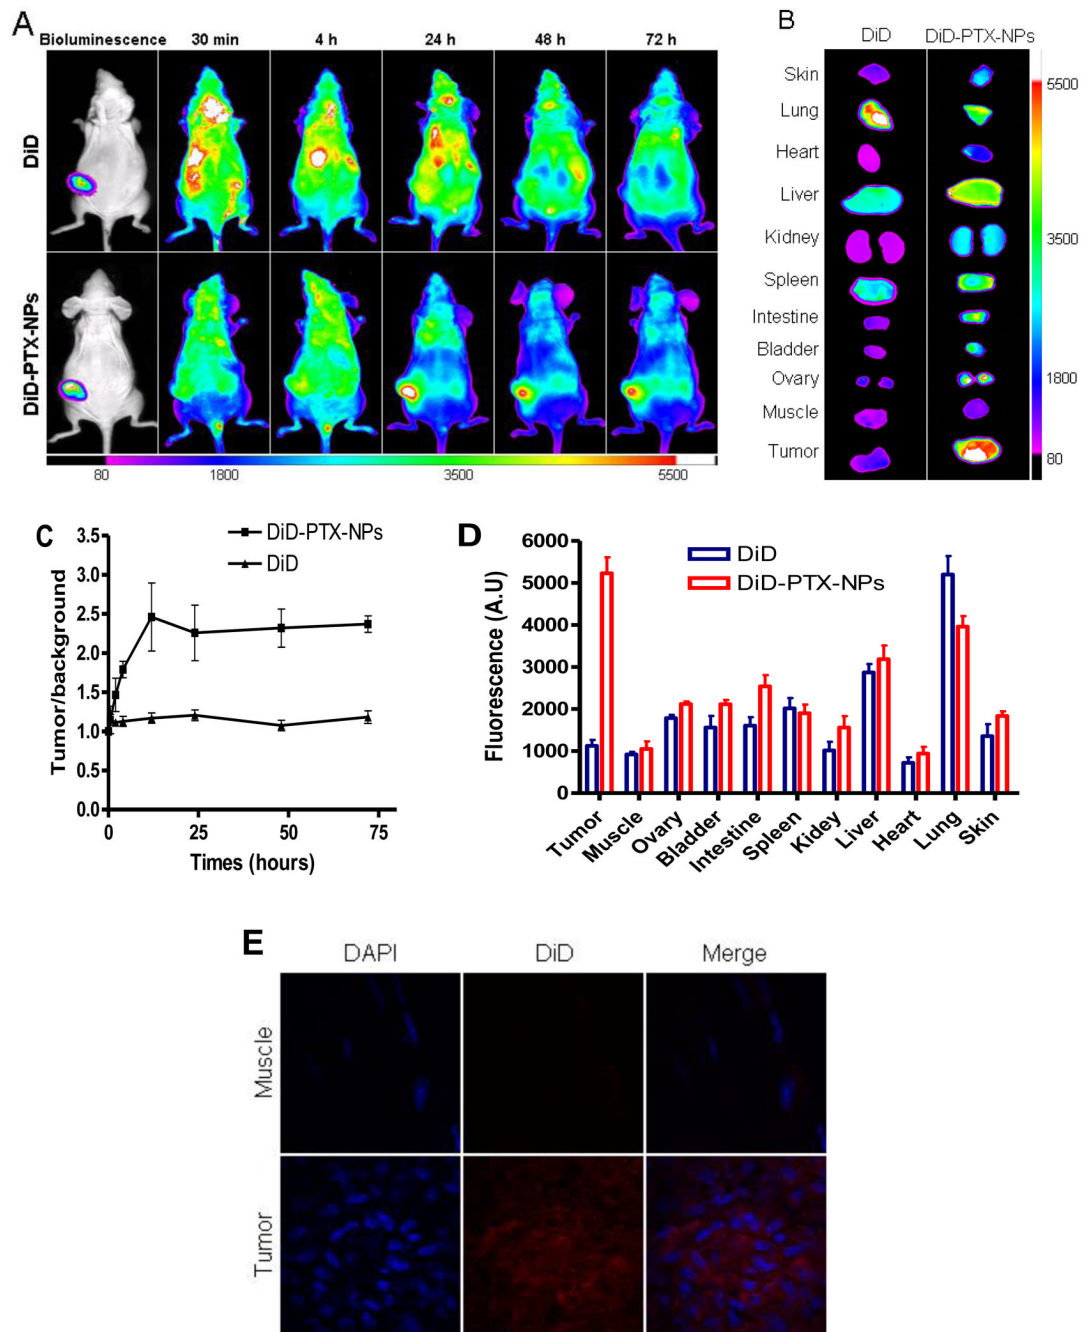 A
Bioluminescence 30 min 4 h 24 h 48 h 72 h
DiD
DiD-PTX-NPs
80 1800 3500 5500
B
DiD DiD-PTX-NPs
Skin
Lung
Heart
Liver
Kidney
Spleen
Intestine
Bladder
Ovary
Muscle
Tumor
5500
3500
1800
80
C
DiD-PTX-NPs
DiD
Tumor/background
3.5
3.0
2.5
2.0
1.5
1.0
0.5
0.0
0 25 50 75
Times (hours)
D
DiD
DiD-PTX-NPs
Fluorescence (A.U)
6000
5000
4000
3000
2000
1000
0
Tumor Muscle Ovary Bladder Intestine Spleen Kidey Liver Heart Lung Skin
E
DAPI DiD Merge
Muscle
Tumor